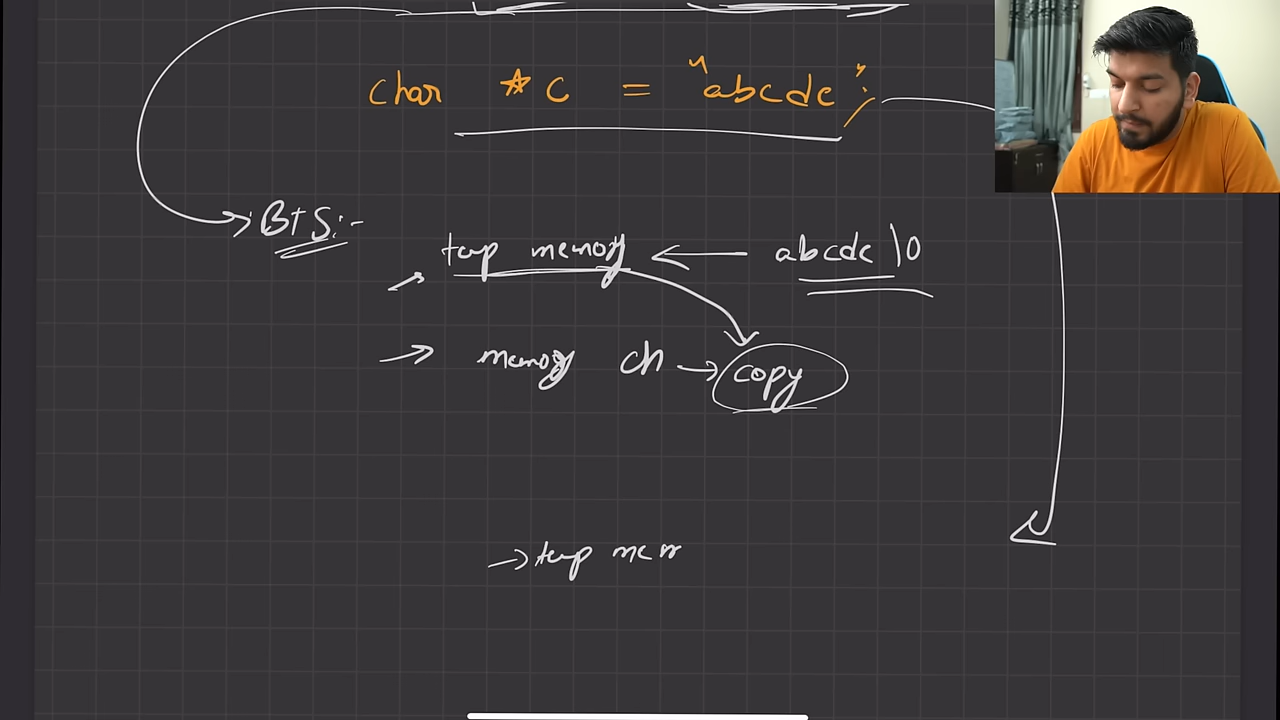 char * c = "abcde";
BTS:-
temp memory ← abcde \0
→ memory ch → copy
→ temp mem